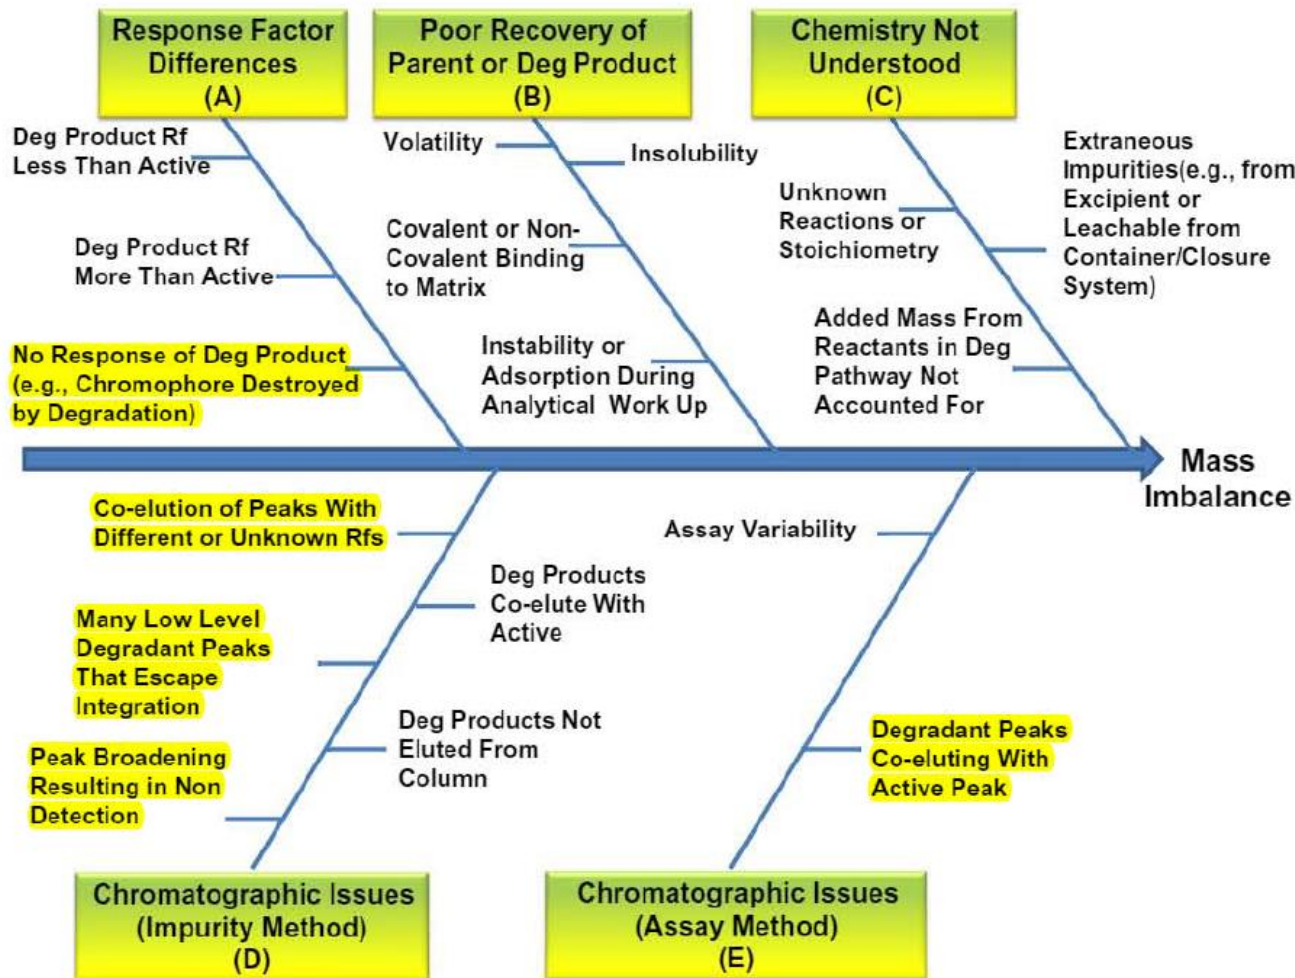 Response Factor
Differences
(A)
Poor Recovery of
Parent or Deg Product
(B)
Chemistry Not
Understood
(C)
Deg Product Rf
Less Than Active
Deg Product Rf
More Than Active
No Response of Deg Product
(e.g., Chromophore Destroyed
by Degradation)
Volatility
Insolubility
Covalent or Non-
Covalent Binding
to Matrix
Instability or
Adsorption During
Analytical Work Up
Unknown
Reactions or
Stoichiometry
Extraneous
Impurities(e.g., from
Excipient or
Leachable from
Container/Closure
System)
Added Mass From
Reactants in Deg
Pathway Not
Accounted For
Mass
Imbalance
Co-elution of Peaks With
Different or Unknown Rfs
Deg Products
Co-elute With
Active
Many Low Level
Degradant Peaks
That Escape
Integration
Deg Products Not
Eluted From
Column
Peak Broadening
Resulting in Non
Detection
Assay Variability
Degradant Peaks
Co-eluting With
Active Peak
Chromatographic Issues
(Impurity Method)
(D)
Chromatographic Issues
(Assay Method)
(E)